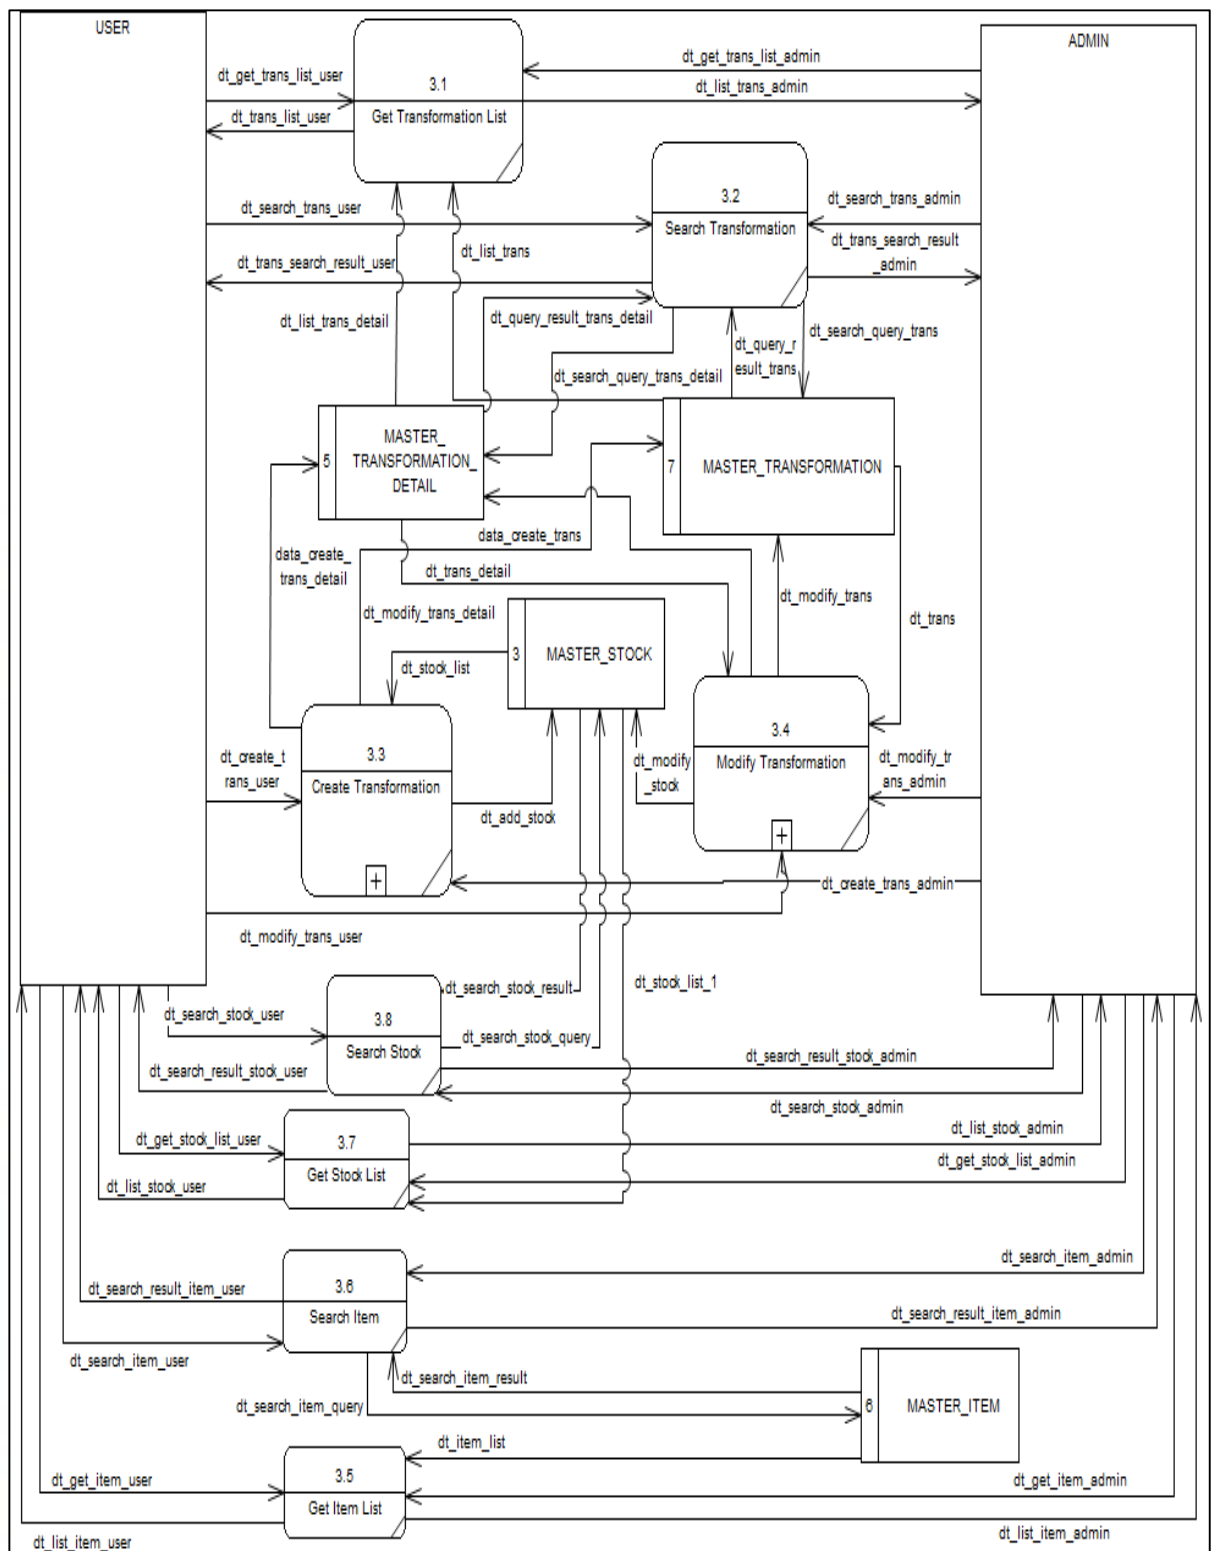 USER
ADMIN
dt_get_trans_list_user
dt_trans_list_user
3.1
Get Transformation List
dt_get_trans_list_admin
dt_list_trans_admin
dt_search_trans_user
dt_trans_search_result_user
dt_list_trans
3.2
Search Transformation
dt_search_trans_admin
dt_trans_search_result
_admin
dt_list_trans_detail
dt_query_result_trans_detail
dt_search_query_trans_detail
dt_query_r
esult_trans
dt_search_query_trans
5
MASTER_
TRANSFORMATION_
DETAIL
7
MASTER_TRANSFORMATION
data_create_
trans_detail
data_create_trans
dt_trans_detail
dt_modify_trans_detail
dt_modify_trans
dt_trans
3
MASTER_STOCK
dt_stock_list
dt_create_t
rans_user
3.3
Create Transformation
+
dt_add_stock
dt_modify
_stock
3.4
Modify Transformation
+
dt_modify_tr
ans_admin
dt_create_trans_admin
dt_modify_trans_user
dt_search_stock_user
dt_search_result_stock_user
3.8
Search Stock
dt_search_stock_result
dt_search_stock_query
dt_stock_list_1
dt_search_result_stock_admin
dt_search_stock_admin
dt_get_stock_list_user
dt_list_stock_user
3.7
Get Stock List
dt_list_stock_admin
dt_get_stock_list_admin
dt_search_result_item_user
dt_search_item_user
3.6
Search Item
dt_search_item_admin
dt_search_result_item_admin
dt_search_item_result
dt_search_item_query
6
MASTER_ITEM
dt_item_list
dt_get_item_user
dt_list_item_user
3.5
Get Item List
dt_get_item_admin
dt_list_item_admin